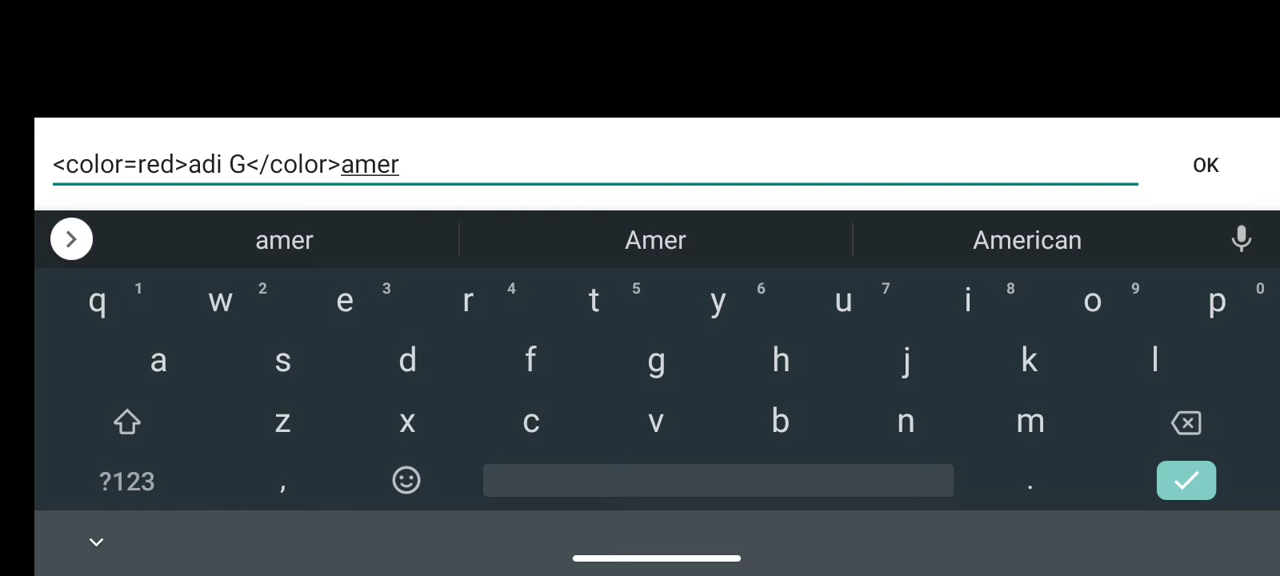 <color=red>adi G</color>amer
OK
amer Amer American
q 1 w 2 e 3 r 4 t 5 y 6 u 7 i 8 o 9 p 0
a s d f g h j k l
z x c v b n m
?123 , .